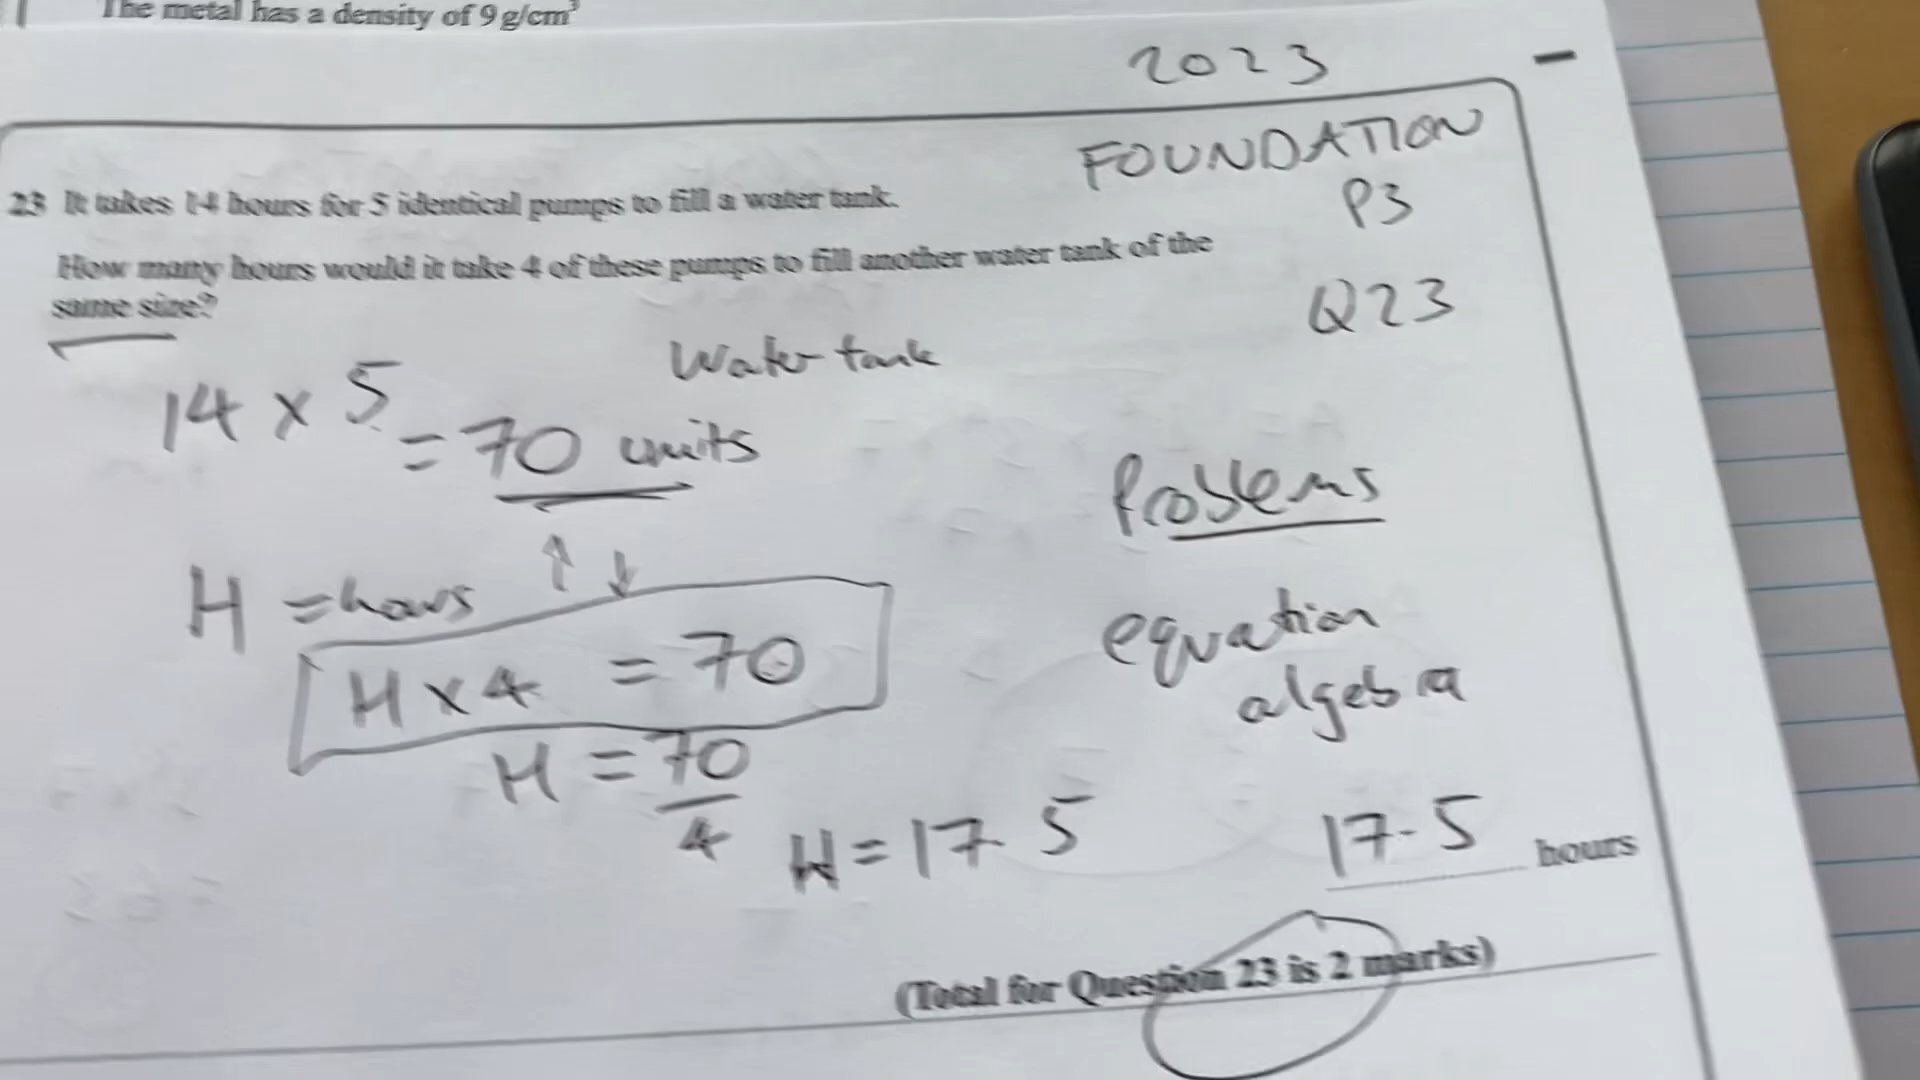 The metal has a density of 9 g/cm³
2023
FOUNDATION
P3
Q23
23 It takes 14 hours for 5 identical pumps to fill a water tank.
How many hours would it take 4 of these pumps to fill another water tank of the
same size?
Water tank
14 × 5
= 70 units
Problems
H = hours
↑ ↓
H × 4 = 70
equation
algebra
H = 70/4
H = 17.5
17.5 hours
(Total for Question 23 is 2 marks)